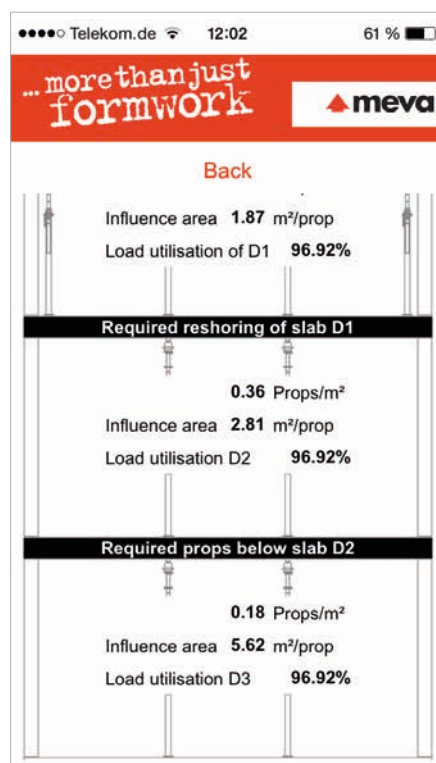 Telekom.de 12:02 61 %
...more than just
formwork
meva
Back
Influence area 1.87 m²/prop
Load utilisation of D1 96.92%
Required reshoring of slab D1
0.36 Props/m²
Influence area 2.81 m²/prop
Load utilisation D2 96.92%
Required props below slab D2
0.18 Props/m²
Influence area 5.62 m²/prop
Load utilisation D3 96.92%